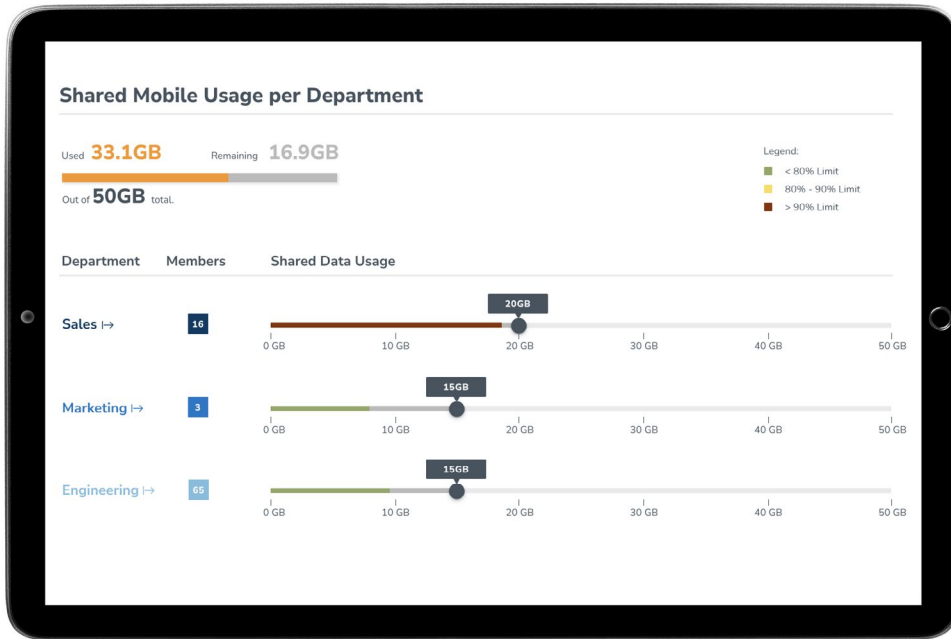 Shared Mobile Usage per Department
Used 33.1GB Remaining 16.9GB
Out of 50GB total.
Legend:
< 80% Limit
80% - 90% Limit
> 90% Limit
Department Members Shared Data Usage
20GB
Sales 16
0 GB 10 GB 20 GB 30 GB 40 GB 50 GB
15GB
Marketing 3
0 GB 10 GB 20 GB 30 GB 40 GB 50 GB
15GB
Engineering 65
0 GB 10 GB 20 GB 30 GB 40 GB 50 GB